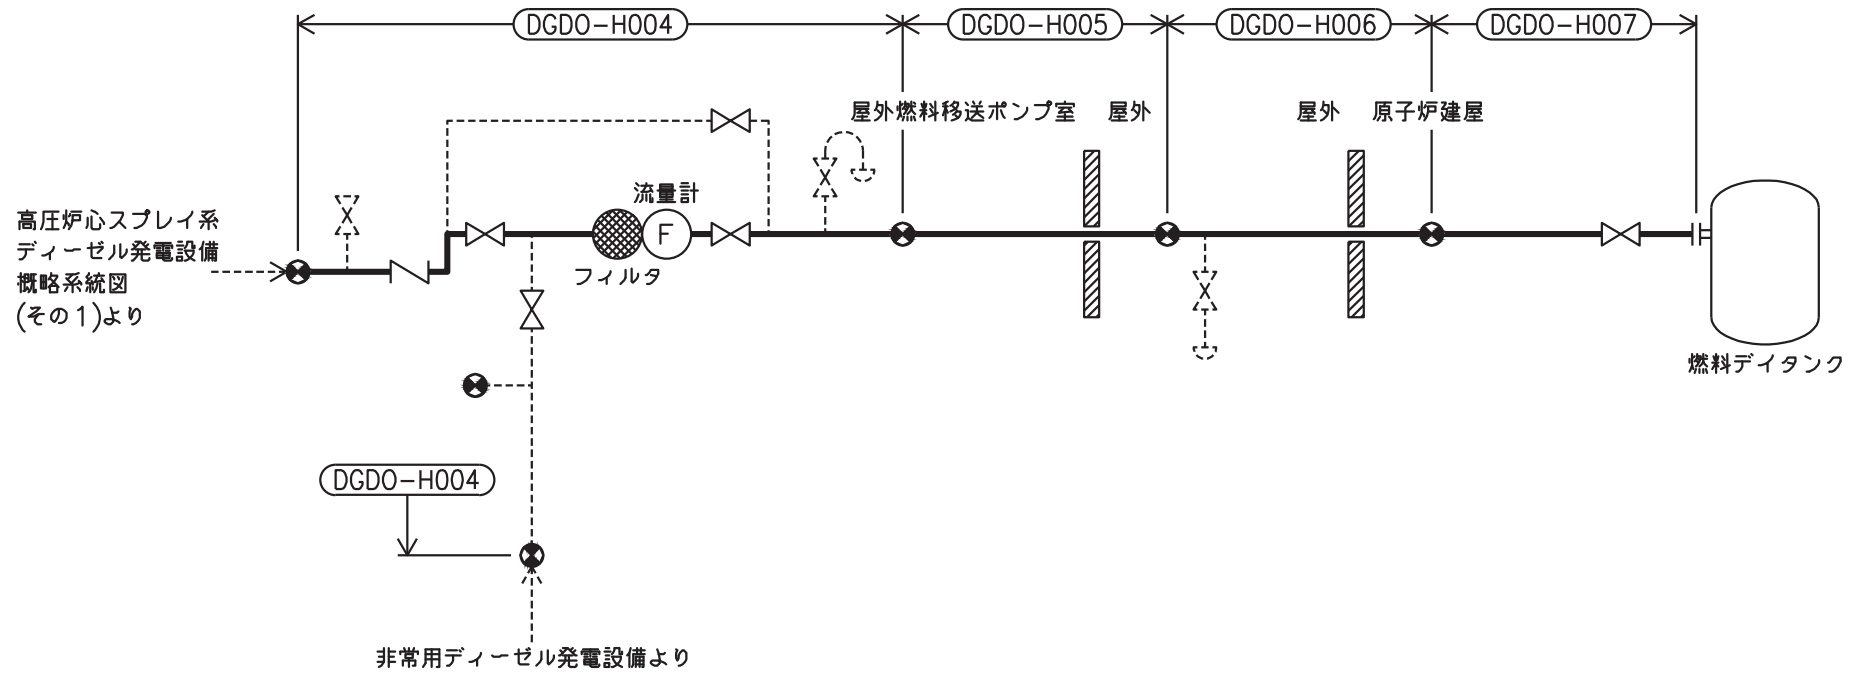 DGDO-H004
DGDO-H005
DGDO-H006
DGDO-H007
屋外燃料移送ポンプ室
屋外
屋外
原子炉建屋
流量計
高圧炉心スプレイ系
ディーゼル発電設備
概略系統図
(その1)より
F
フィルタ
燃料デイタンク
DGDO-H004
非常用ディーゼル発電設備より